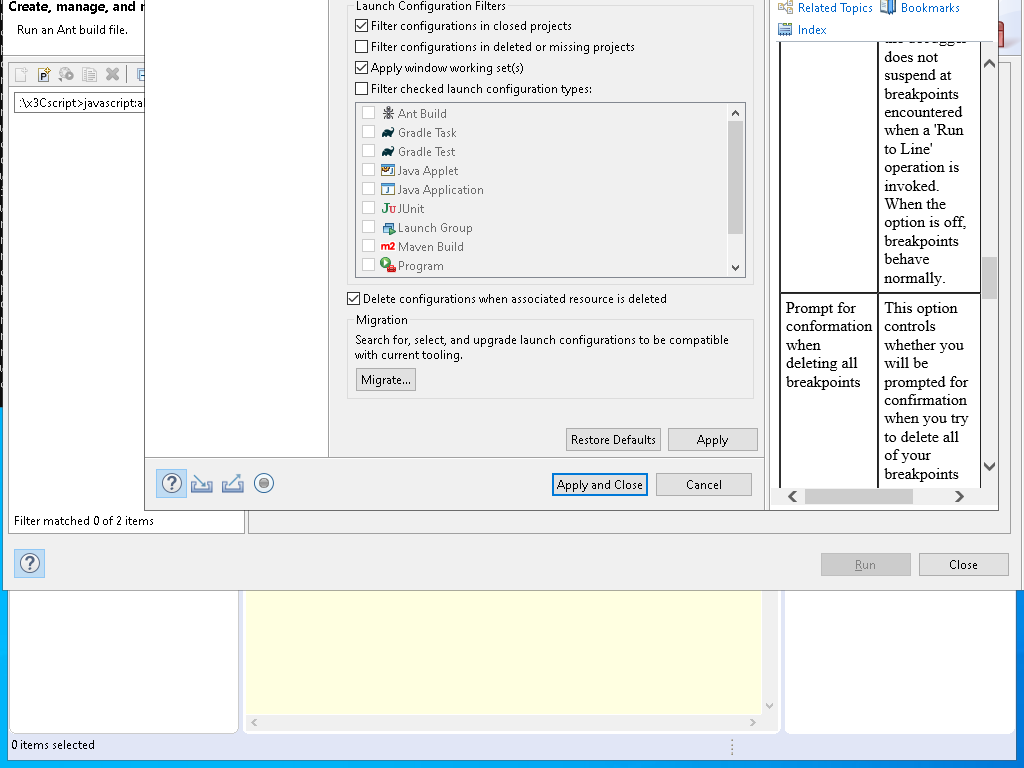 Create, manage, and r
Run an Ant build file.
:\x3Cscript>javascript:al
Filter matched 0 of 2 items
Launch Configuration Filters
Filter configurations in closed projects
Filter configurations in deleted or missing projects
Apply window working set(s)
Filter checked launch configuration types:
Ant Build
Gradle Task
Gradle Test
Java Applet
Java Application
JUnit
Launch Group
Maven Build
Program
Delete configurations when associated resource is deleted
Migration
Search for, select, and upgrade launch configurations to be compatible
with current tooling.
Migrate...
Restore Defaults
Apply
Apply and Close
Cancel
Related Topics
Bookmarks
Index
does not
suspend at
breakpoints
encountered
when a 'Run
to Line'
operation is
invoked.
When the
option is off,
breakpoints
behave
normally.
Prompt for
conformation
when
deleting all
breakpoints
This option
controls
whether you
will be
prompted for
confirmation
when you try
to delete all
of your
breakpoints
Run
Close
0 items selected